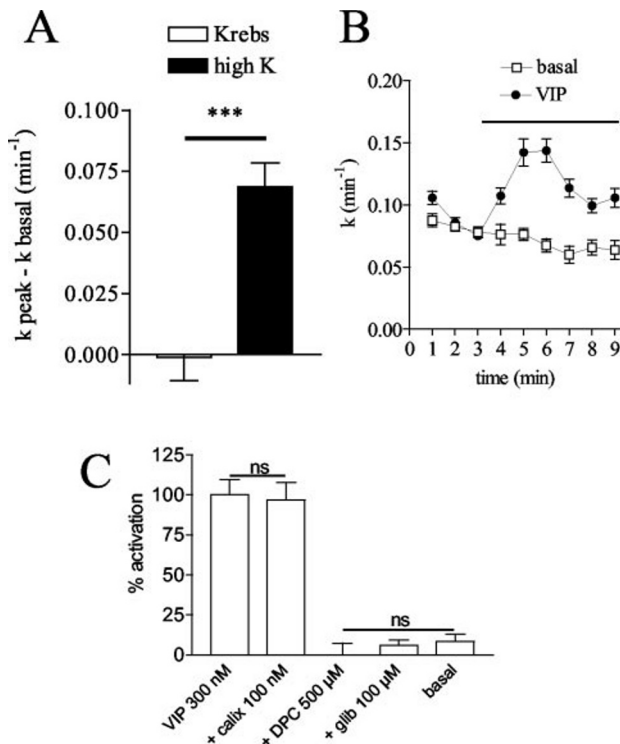 A
Krebs
high K
***
0.100
0.075
0.050
0.025
0.000
k peak - k basal (min⁻¹)
B
basal
VIP
0.20
0.15
0.10
0.05
0.00
k (min⁻¹)
0 1 2 3 4 5 6 7 8 9
time (min)
C
125
100
75
50
25
0
% activation
ns
ns
VIP 300 nM
+ calix 100 nM
+ DPC 500 µM
+ glib 100 µM
basal